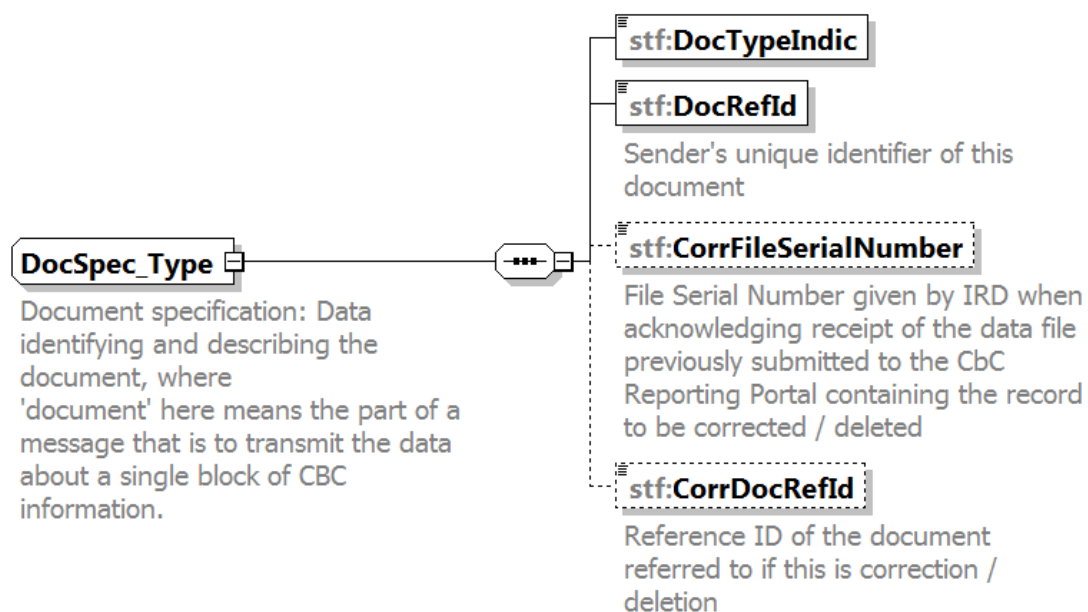 DocSpec_Type
Document specification: Data
identifying and describing the
document, where
'document' here means the part of a
message that is to transmit the data
about a single block of CBC
information.
stf:DocTypeIndic
stf:DocRefId
Sender's unique identifier of this
document
stf:CorrFileSerialNumber
File Serial Number given by IRD when
acknowledging receipt of the data file
previously submitted to the CbC
Reporting Portal containing the record
to be corrected / deleted
stf:CorrDocRefId
Reference ID of the document
referred to if this is correction /
deletion